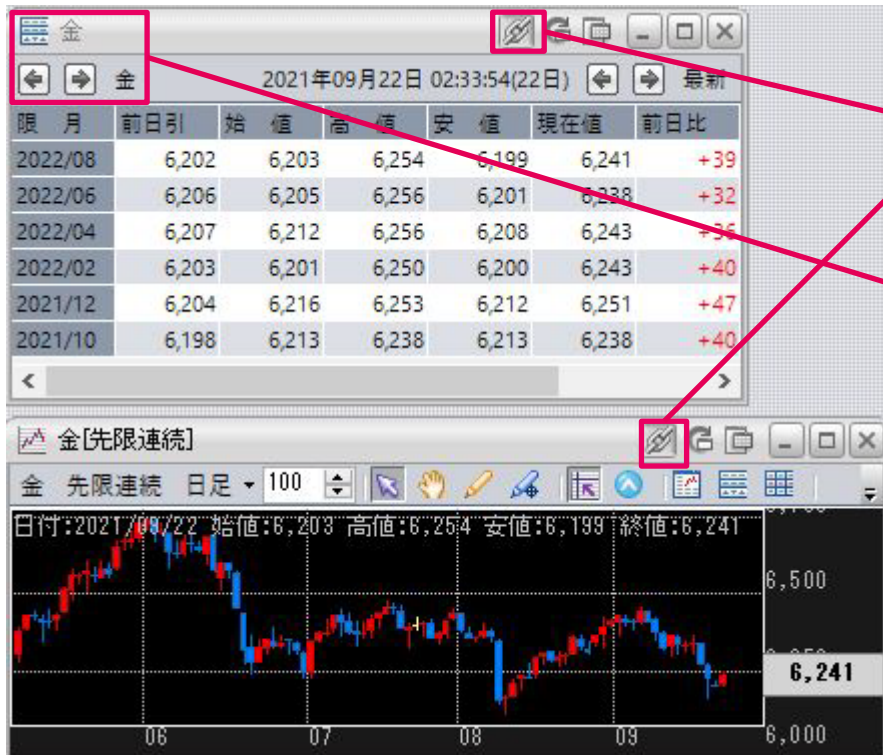 金
金 2021年09月22日 02:33:54(22日) 最新
限 月 前日引 始 値 高 値 安 値 現在値 前日比
2022/08 6,202 6,203 6,254 6,199 6,241 +39
2022/06 6,206 6,205 6,256 6,201 6,238 +32
2022/04 6,207 6,212 6,256 6,208 6,243 +36
2022/02 6,203 6,201 6,250 6,200 6,243 +40
2021/12 6,204 6,216 6,253 6,212 6,251 +47
2021/10 6,198 6,213 6,238 6,213 6,238 +40
金[先限連続]
金 先限連続 日足 100
日付:2021/09/22 始値:6,203 高値:6,254 安値:6,199 終値:6,241
6,500
6,241
6,000
06 07 08 09